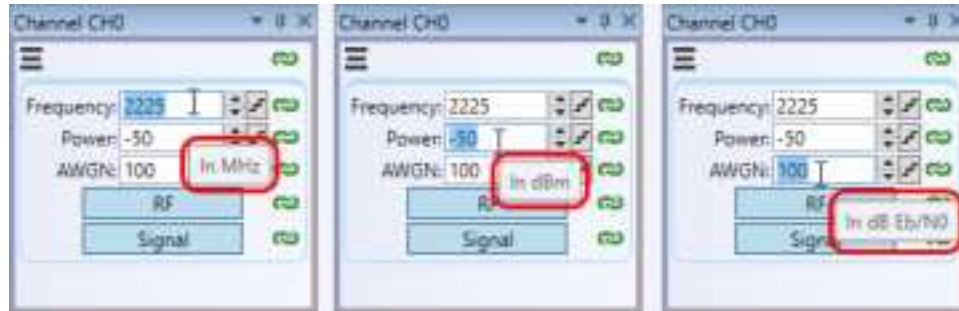 Channel CH0
Frequency: 2225
Power: -50
In MHz
AWGN: 100
RF
Signal
Channel CH0
Frequency: 2225
Power: -50
AWGN: 100
In dBm
Signal
Channel CH0
Frequency: 2225
Power: -50
AWGN: 100
RF
In dB Eb/N0